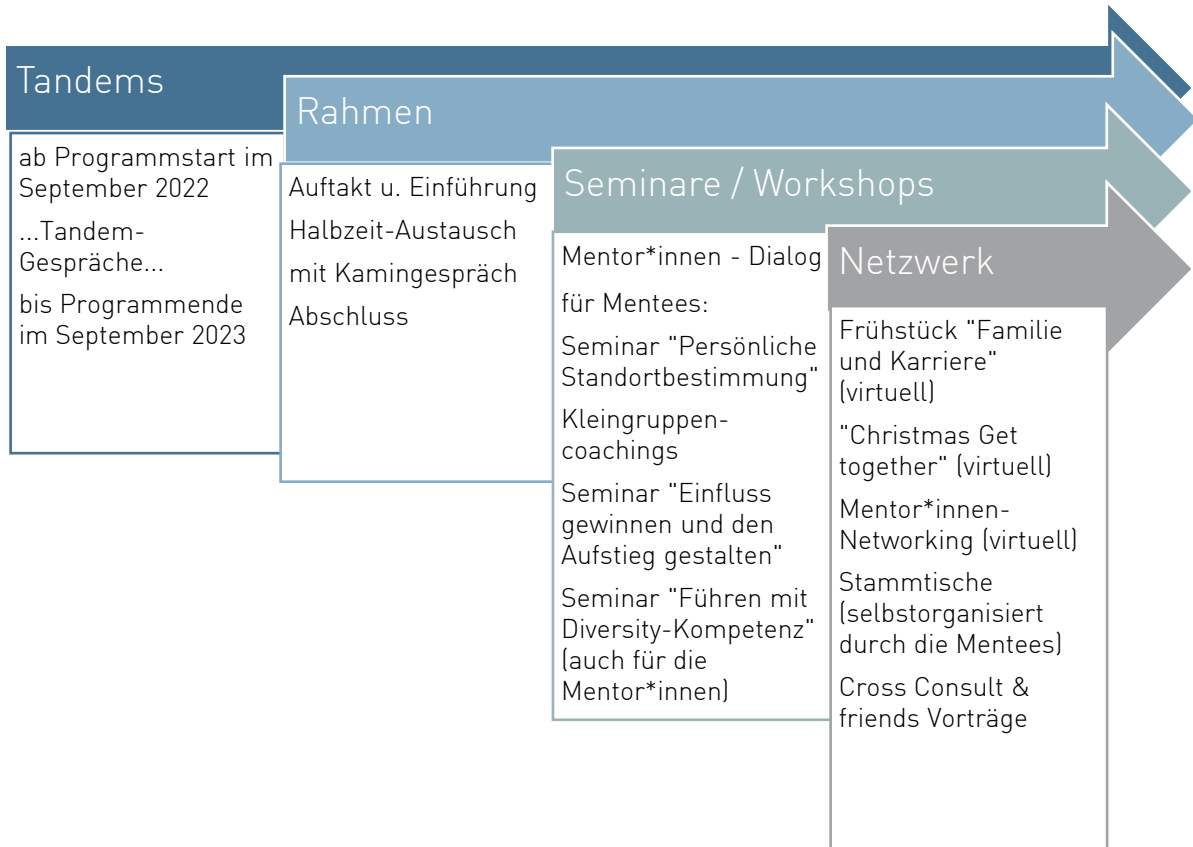 Tandems
ab Programmstart im
September 2022
...Tandem-
Gespräche...
bis Programmende
im September 2023
Rahmen
Auftakt u. Einführung
Halbzeit-Austausch
mit Kamingespräch
Abschluss
Seminare / Workshops
Mentor*innen - Dialog
für Mentees:
Seminar "Persönliche
Standortbestimmung"
Kleingruppen-
coachings
Seminar "Einfluss
gewinnen und den
Aufstieg gestalten"
Seminar "Führen mit
Diversity-Kompetenz"
(auch für die
Mentor*innen)
Netzwerk
Frühstück "Familie
und Karriere"
(virtuell)
"Christmas Get
together" (virtuell)
Mentor*innen-
Networking (virtuell)
Stammtische
(selbstorganisiert
durch die Mentees)
Cross Consult &
friends Vorträge